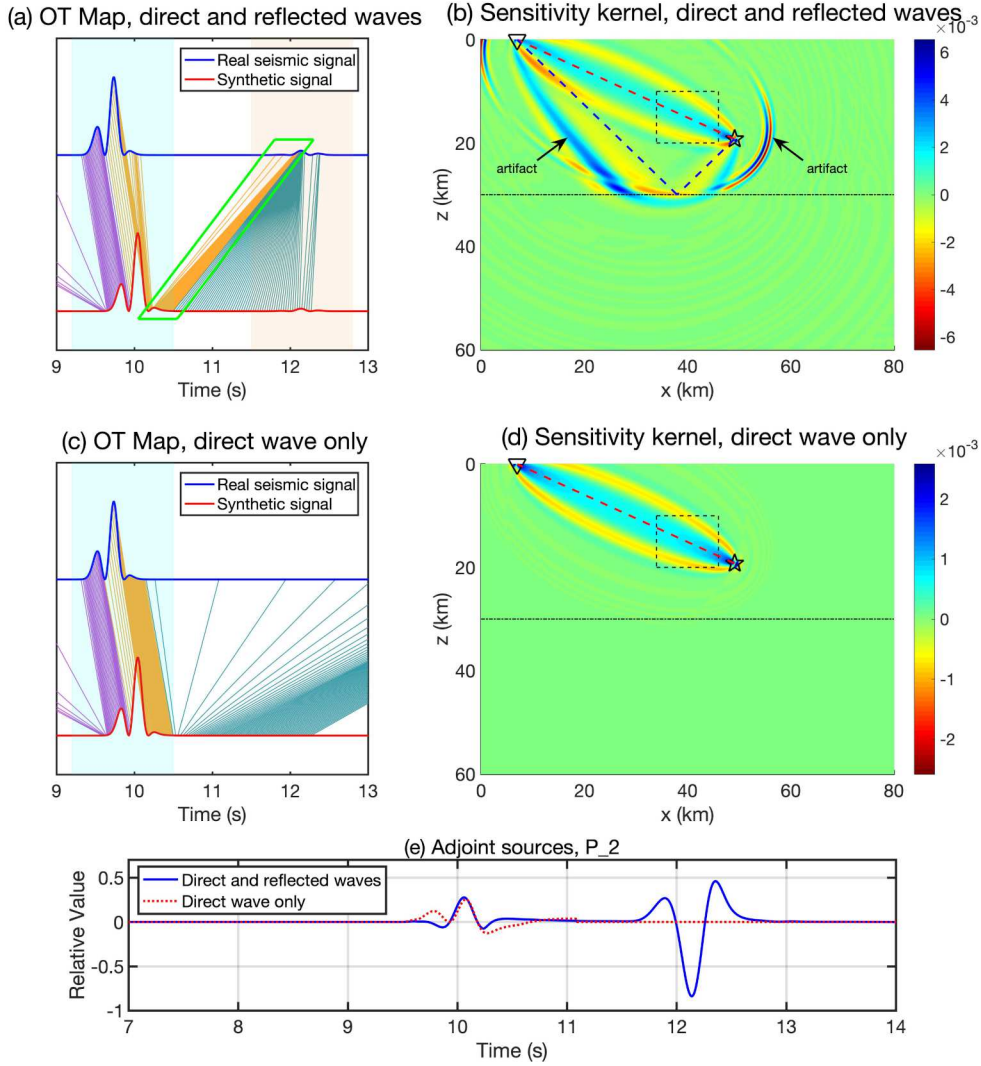 (a) OT Map, direct and reflected waves
Real seismic signal
Synthetic signal
9 10 11 12 13
Time (s)
(b) Sensitivity kernel, direct and reflected waves
×10⁻³
0
20
40
60
z (km)
artifact
artifact
0 20 40 60 80
x (km)
6
4
2
0
-2
-4
-6
(c) OT Map, direct wave only
Real seismic signal
Synthetic signal
9 10 11 12 13
Time (s)
(d) Sensitivity kernel, direct wave only
×10⁻³
0
20
40
60
z (km)
0 20 40 60 80
x (km)
2
1
0
-1
-2
(e) Adjoint sources, P_2
Direct and reflected waves
Direct wave only
0.5
0
-0.5
-1
Relative Value
7 8 9 10 11 12 13 14
Time (s)